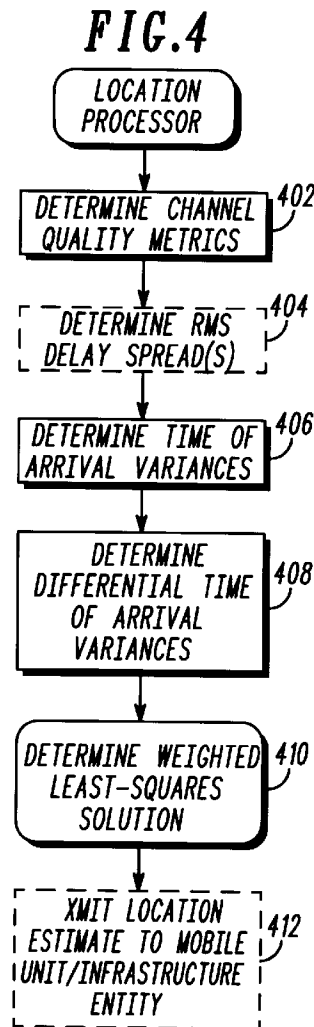 FIG.4
LOCATION
PROCESSOR
402
DETERMINE CHANNEL
QUALITY METRICS
404
DETERMINE RMS
DELAY SPREAD(S)
406
DETERMINE TIME OF
ARRIVAL VARIANCES
408
DETERMINE
DIFFERENTIAL TIME
OF ARRIVAL
VARIANCES
410
DETERMINE WEIGHTED
LEAST-SQUARES
SOLUTION
412
XMIT LOCATION
ESTIMATE TO MOBILE
UNIT/INFRASTRUCTURE
ENTITY